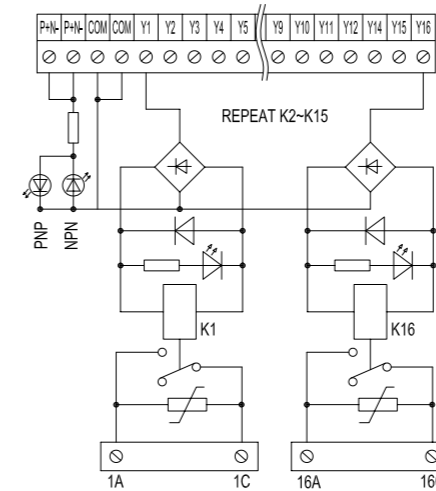 P+N- P+N- COM COM Y1 Y2 Y3 Y4 Y5 Y9 Y10 Y11 Y12 Y14 Y15 Y16
REPEAT K2~K15
PNP NPN
K1 K16
1A 1C 16A